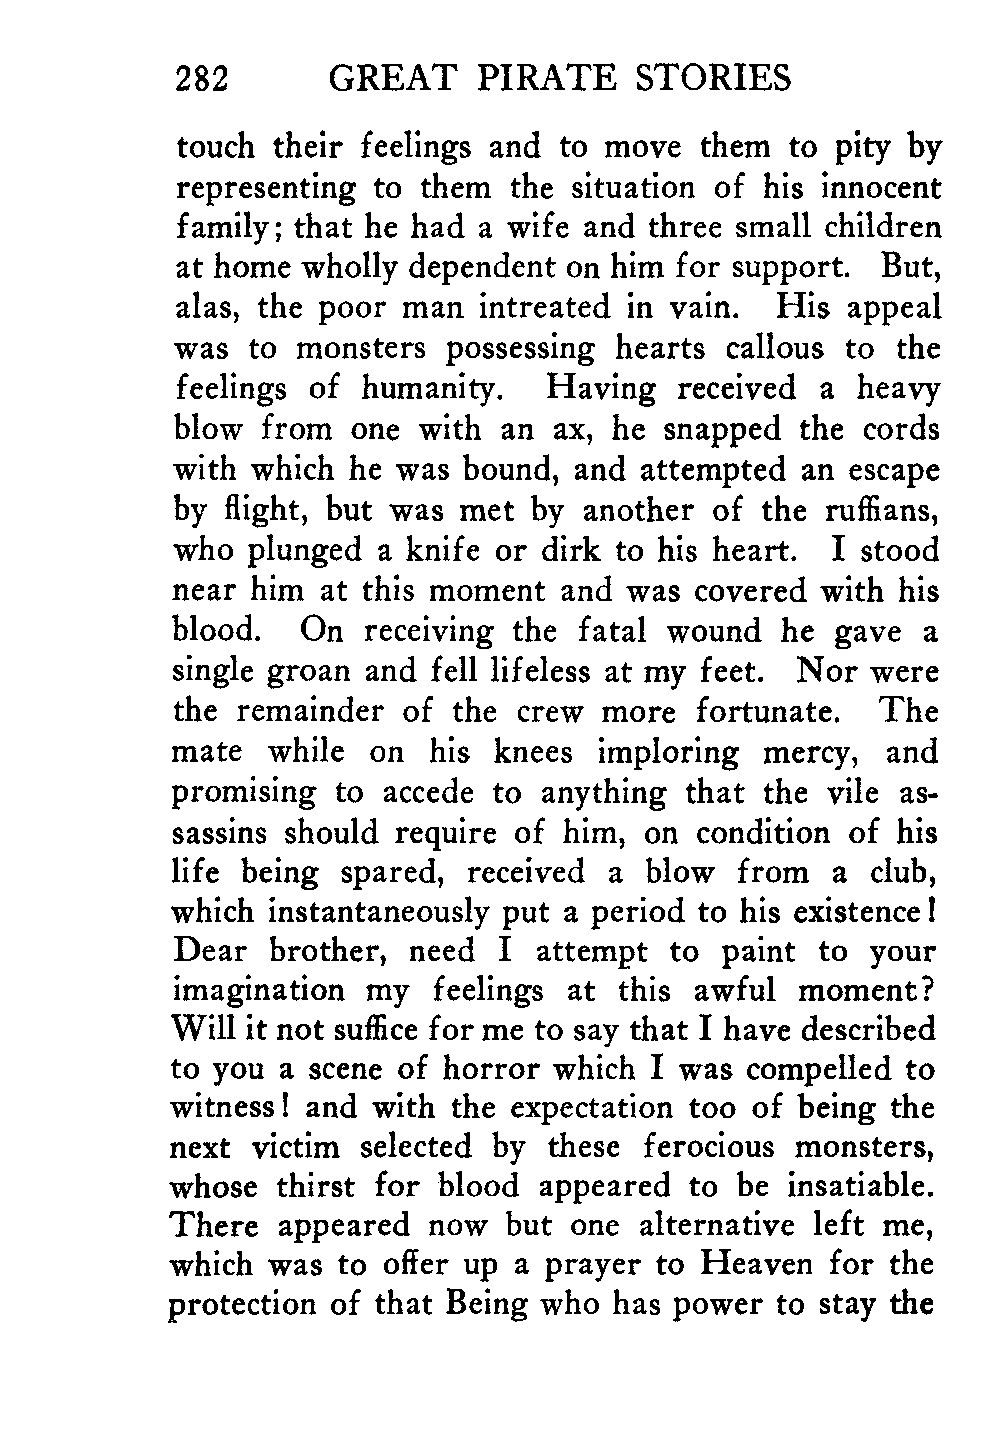 282 GREAT PIRATE STORIES
touch their feelings and to move them to pity by
representing to them the situation of his innocent
family; that he had a wife and three small children
at home wholly dependent on him for support. But,
alas, the poor man intreated in vain. His appeal
was to monsters possessing hearts callous to the
feelings of humanity. Having received a heavy
blow from one with an ax, he snapped the cords
with which he was bound, and attempted an escape
by flight, but was met by another of the ruffians,
who plunged a knife or dirk to his heart. I stood
near him at this moment and was covered with his
blood. On receiving the fatal wound he gave a
single groan and fell lifeless at my feet. Nor were
the remainder of the crew more fortunate. The
mate while on his knees imploring mercy, and
promising to accede to anything that the vile as-
sassins should require of him, on condition of his
life being spared, received a blow from a club,
which instantaneously put a period to his existence!
Dear brother, need I attempt to paint to your
imagination my feelings at this awful moment?
Will it not suffice for me to say that I have described
to you a scene of horror which I was compelled to
witness! and with the expectation too of being the
next victim selected by these ferocious monsters,
whose thirst for blood appeared to be insatiable.
There appeared now but one alternative left me,
which was to offer up a prayer to Heaven for the
protection of that Being who has power to stay the